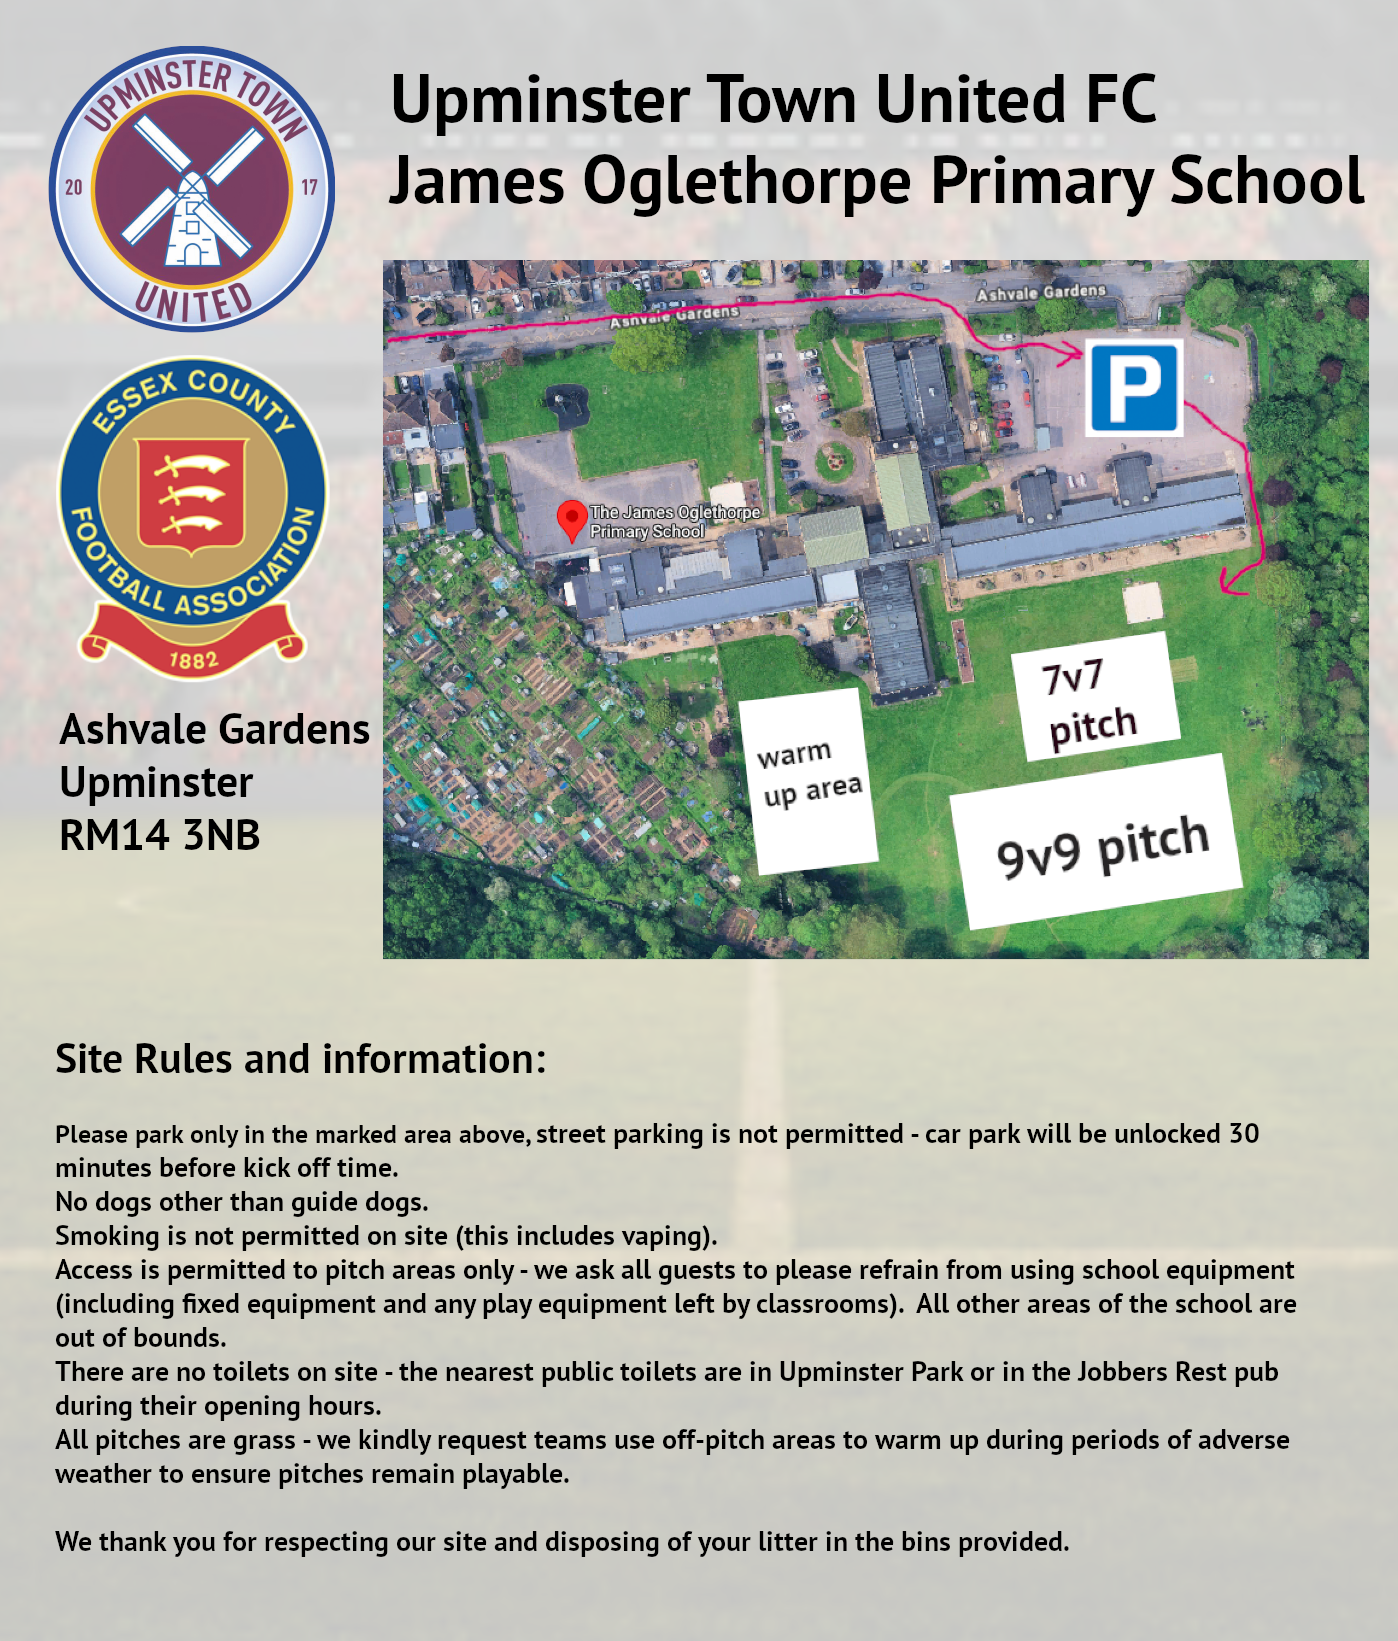 UPMINSTER TOWN
20 17
UNITED
Upminster Town United FC
James Oglethorpe Primary School
ESSEX COUNTY
FOOTBALL ASSOCIATION
1882
Ashvale Gardens
Upminster
RM14 3NB
Ashvale Gardens
Ashvale Gardens
P
The James Oglethorpe
Primary School
7v7
pitch
warm
up area
9v9 pitch
Site Rules and information:
Please park only in the marked area above, street parking is not permitted - car park will be unlocked 30
minutes before kick off time.
No dogs other than guide dogs.
Smoking is not permitted on site (this includes vaping).
Access is permitted to pitch areas only - we ask all guests to please refrain from using school equipment
(including fixed equipment and any play equipment left by classrooms).  All other areas of the school are
out of bounds.
There are no toilets on site - the nearest public toilets are in Upminster Park or in the Jobbers Rest pub
during their opening hours.
All pitches are grass - we kindly request teams use off-pitch areas to warm up during periods of adverse
weather to ensure pitches remain playable.
We thank you for respecting our site and disposing of your litter in the bins provided.